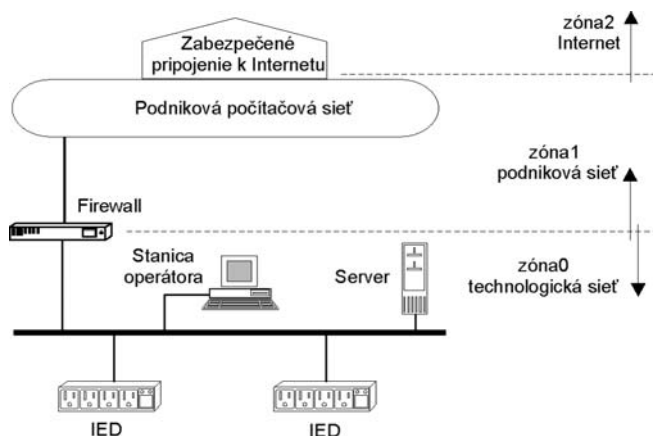 Zabezpečené
pripojenie k Internetu
zóna2
Internet
Podniková počítačová sieť
zóna1
podniková sieť
Firewall
Stanica
operátora
Server
zóna0
technologická sieť
IED
IED